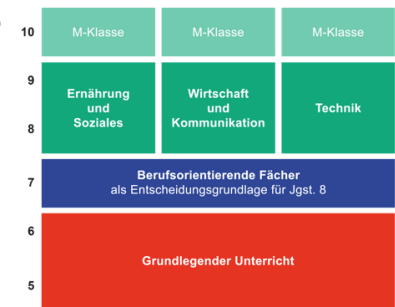 10
M-Klasse
M-Klasse
M-Klasse
9
8
Ernährung
und
Soziales
Wirtschaft
und
Kommunikation
Technik
7
Berufsorientierende Fächer
als Entscheidungsgrundlage für Jgst. 8
6
5
Grundlegender Unterricht